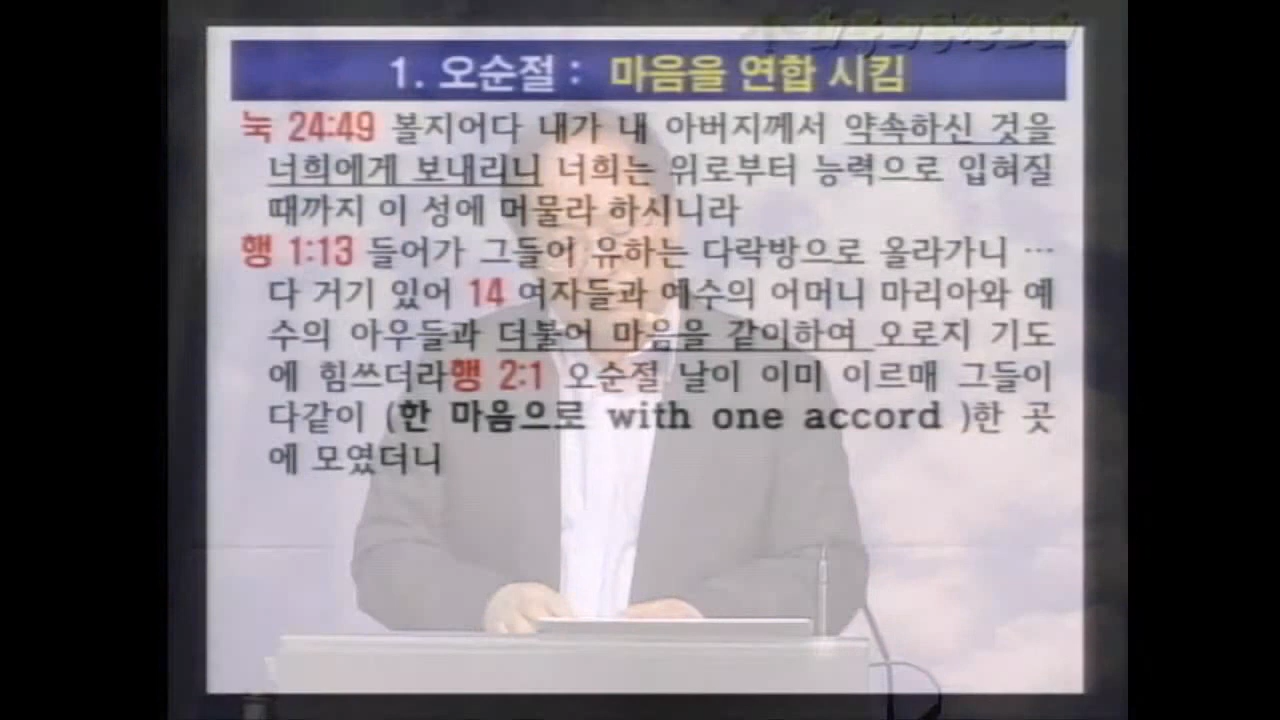 1. 오순절 : 마음을 연합 시킴
눅 24:49 볼지어다 내가 내 아버지께서 약속하신 것을
너희에게 보내리니 너희는 위로부터 능력으로 입혀질
때까지 이 성에 머물라 하시니라
행 1:13 들어가 그들이 유하는 다락방으로 올라가니 …
다 거기 있어 14 여자들과 예수의 어머니 마리아와 예
수의 아우들과 더불어 마음을 같이하여 오로지 기도
에 힘쓰더라행 2:1 오순절 날이 이미 이르매 그들이
다같이 (한 마음으로 with one accord )한 곳
에 모였더니